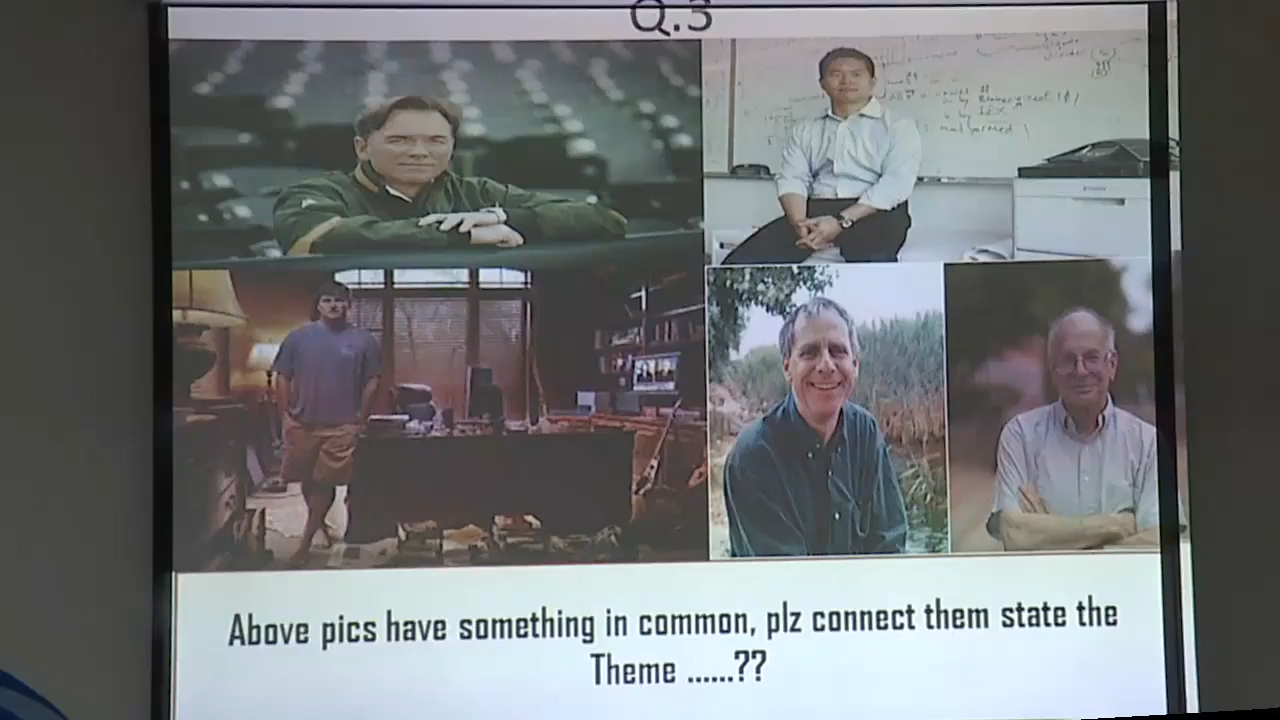 Q.3
Above pics have something in common, plz connect them state the
Theme ......??